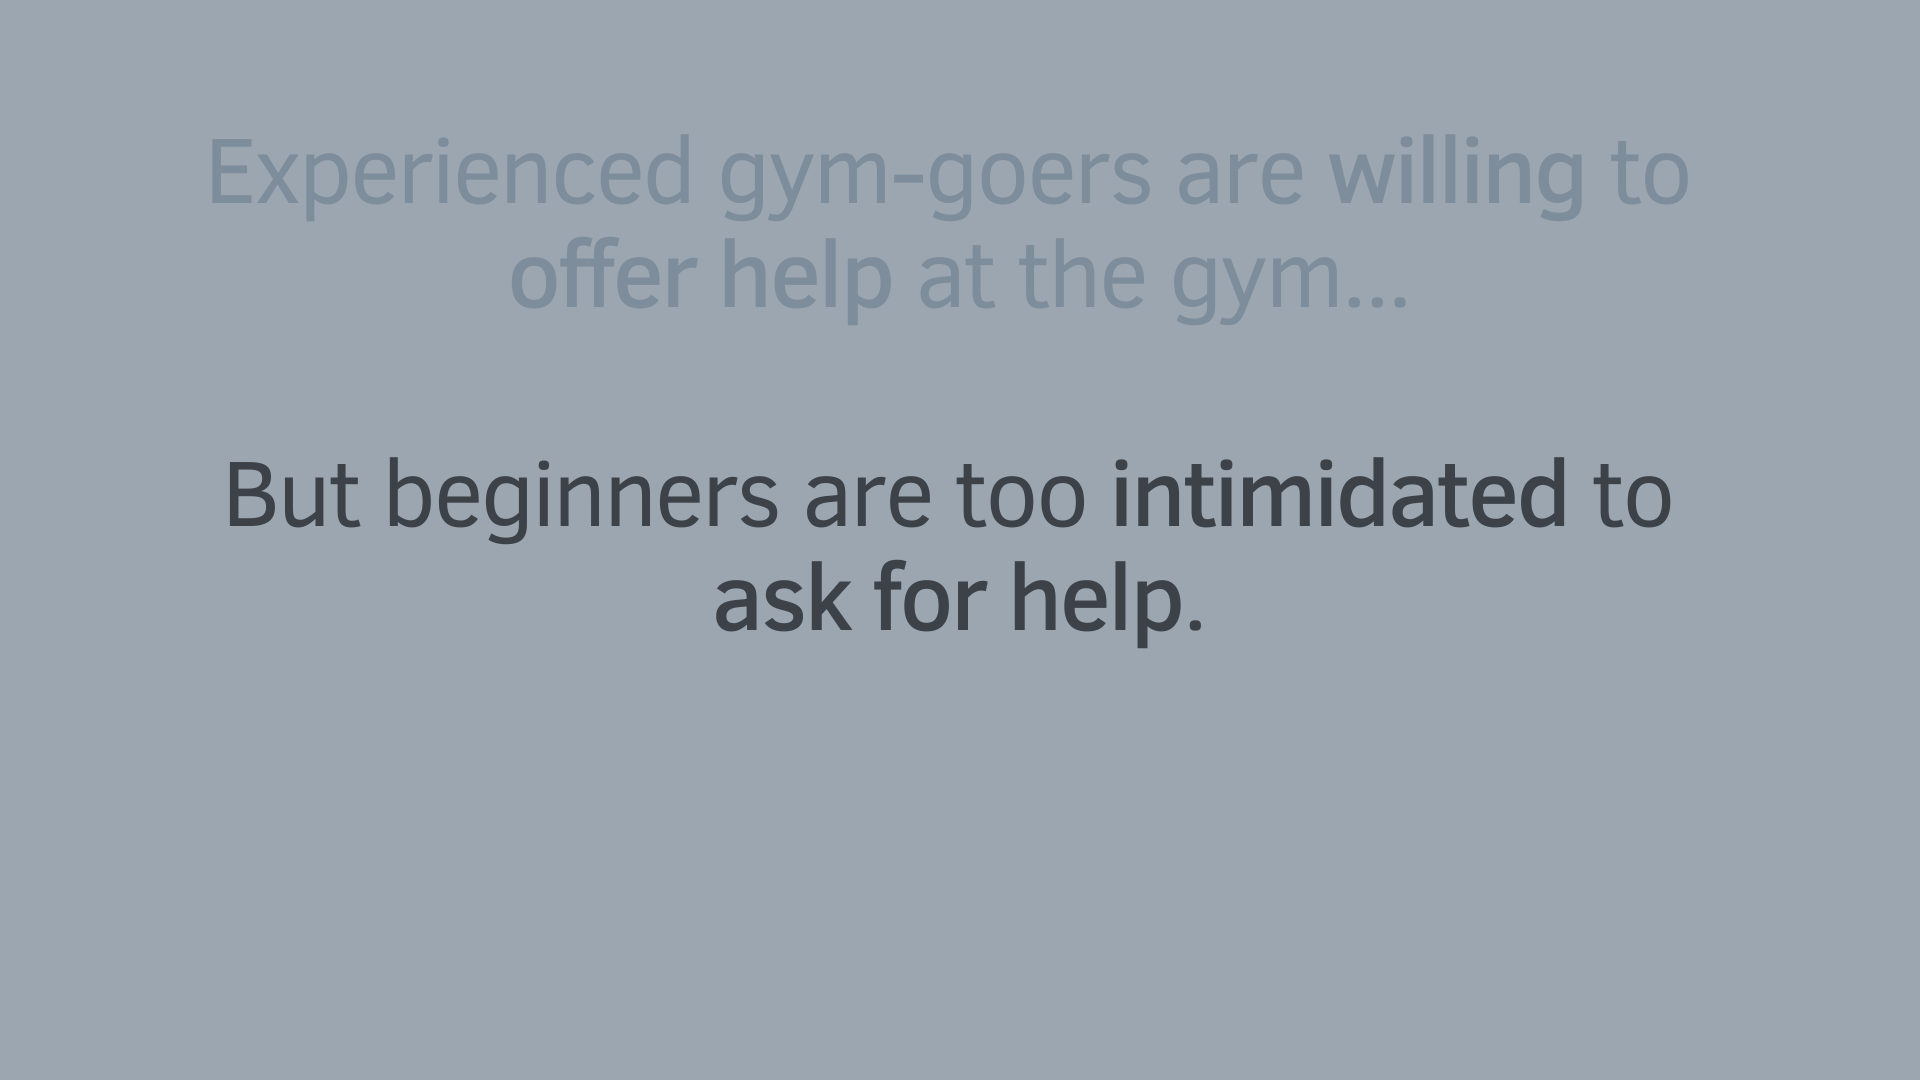 Experienced gym-goers are willing to
offer help at the gym...
But beginners are too intimidated to
ask for help.